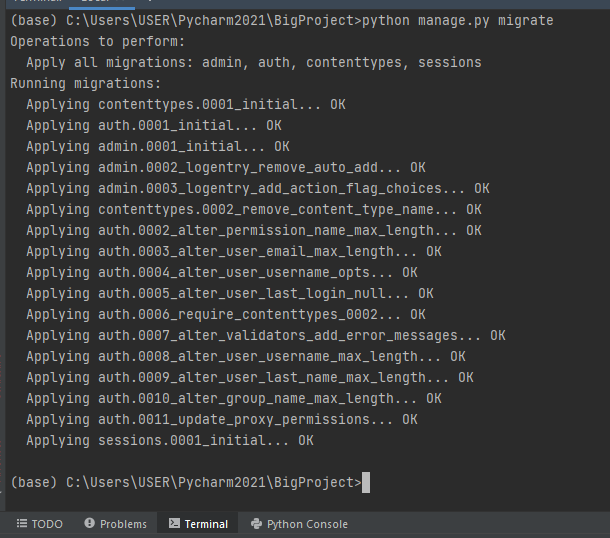 (base) C:\Users\USER\Pycharm2021\BigProject>python manage.py migrate
Operations to perform:
  Apply all migrations: admin, auth, contenttypes, sessions
Running migrations:
  Applying contenttypes.0001_initial... OK
  Applying auth.0001_initial... OK
  Applying admin.0001_initial... OK
  Applying admin.0002_logentry_remove_auto_add... OK
  Applying admin.0003_logentry_add_action_flag_choices... OK
  Applying contenttypes.0002_remove_content_type_name... OK
  Applying auth.0002_alter_permission_name_max_length... OK
  Applying auth.0003_alter_user_email_max_length... OK
  Applying auth.0004_alter_user_username_opts... OK
  Applying auth.0005_alter_user_last_login_null... OK
  Applying auth.0006_require_contenttypes_0002... OK
  Applying auth.0007_alter_validators_add_error_messages... OK
  Applying auth.0008_alter_user_username_max_length... OK
  Applying auth.0009_alter_user_last_name_max_length... OK
  Applying auth.0010_alter_group_name_max_length... OK
  Applying auth.0011_update_proxy_permissions... OK
  Applying sessions.0001_initial... OK
(base) C:\Users\USER\Pycharm2021\BigProject>
TODO Problems Terminal Python Console